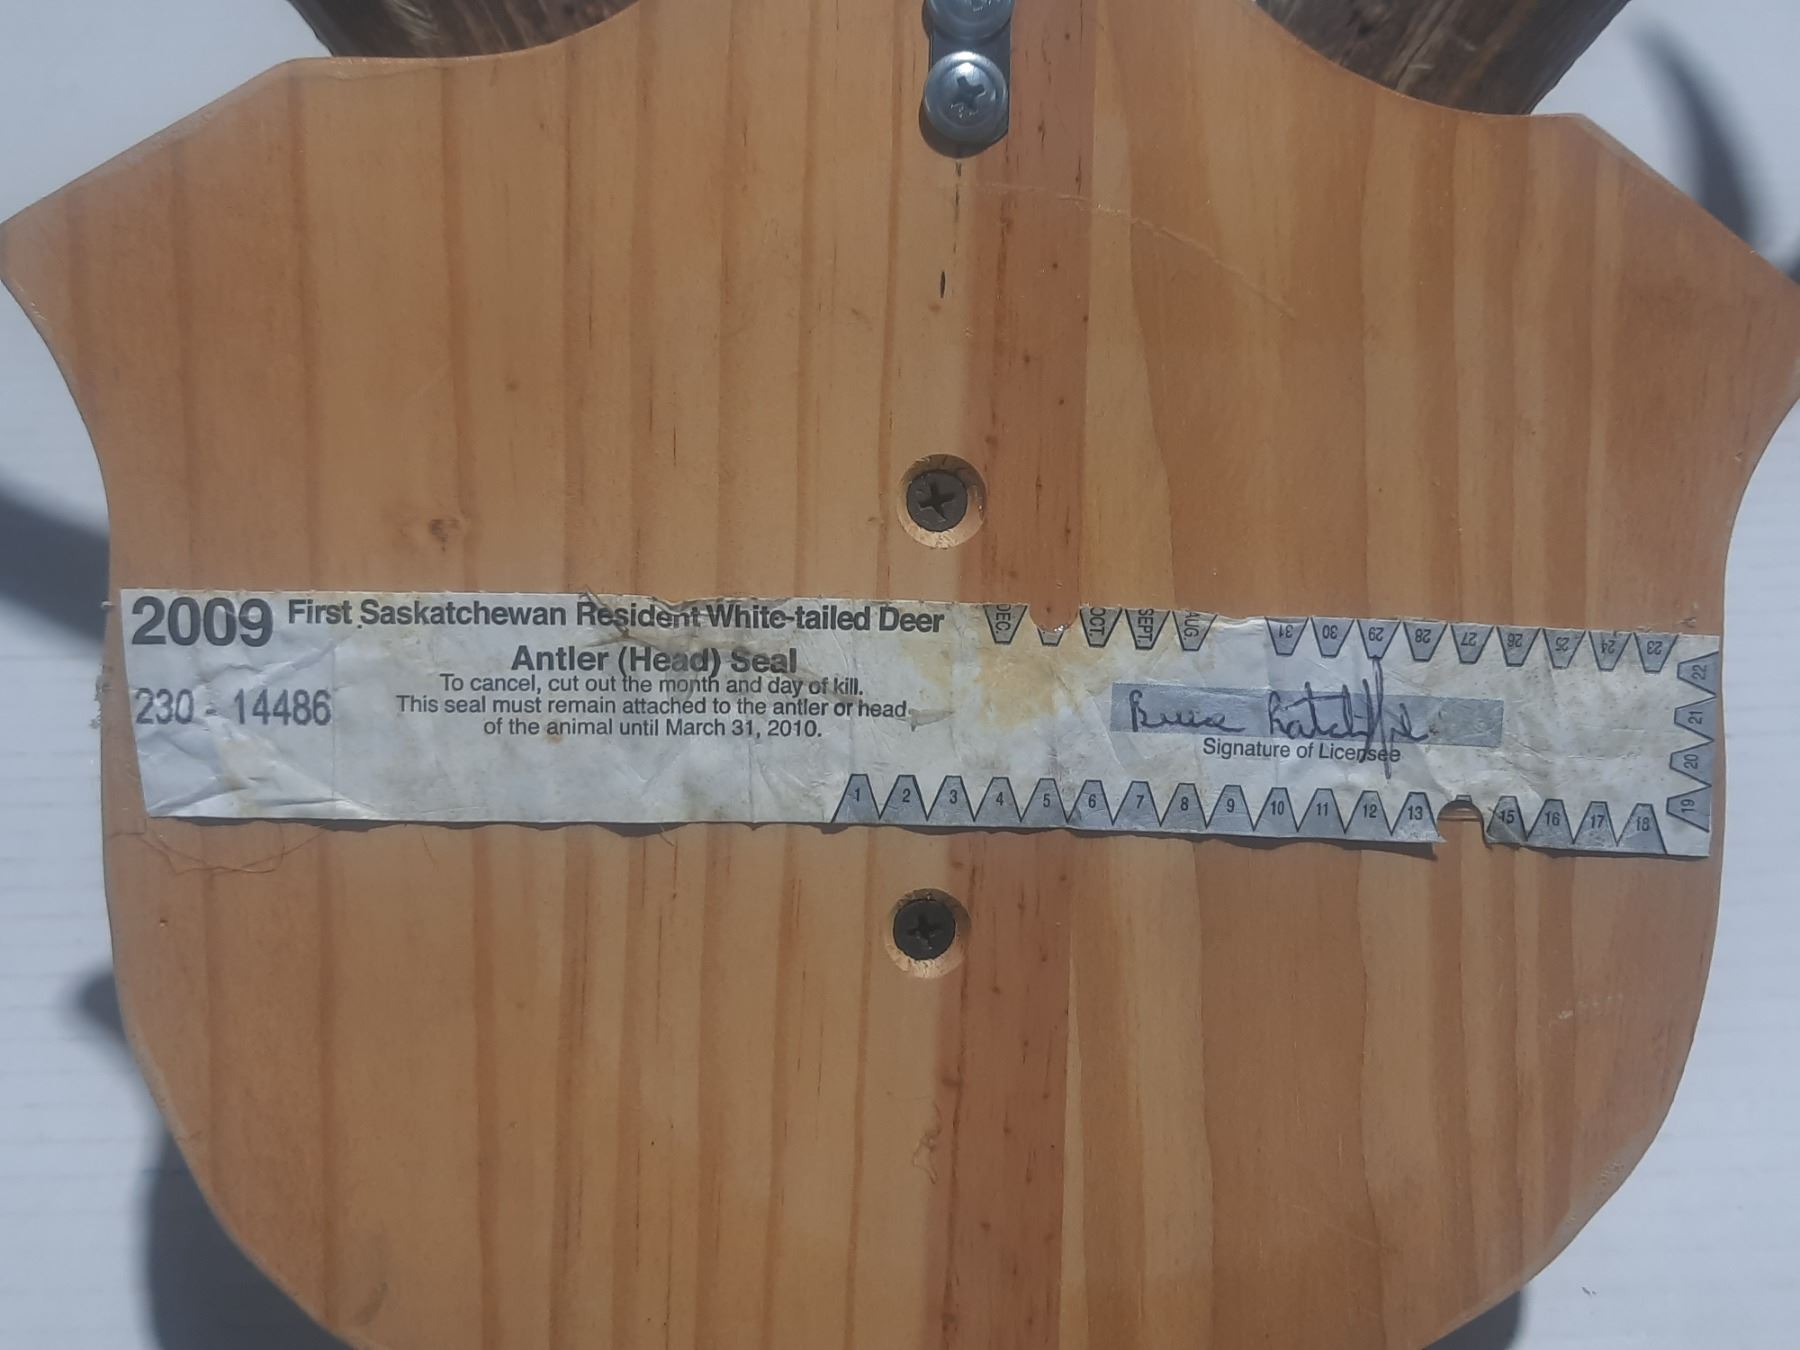 2009 First Saskatchewan Resident White-tailed Deer
Antler (Head) Seal
230 - 14486
To cancel, cut out the month and day of kill.
This seal must remain attached to the antler or head
of the animal until March 31, 2010.
DEC. OCT. SEPT. AUG. 31 30 29 28 27 26 25 24 23
22
21
20
19
Bruce Ratcliffe
Signature of Licensee
1 2 3 4 5 6 7 8 9 10 11 12 13 15 16 17 18